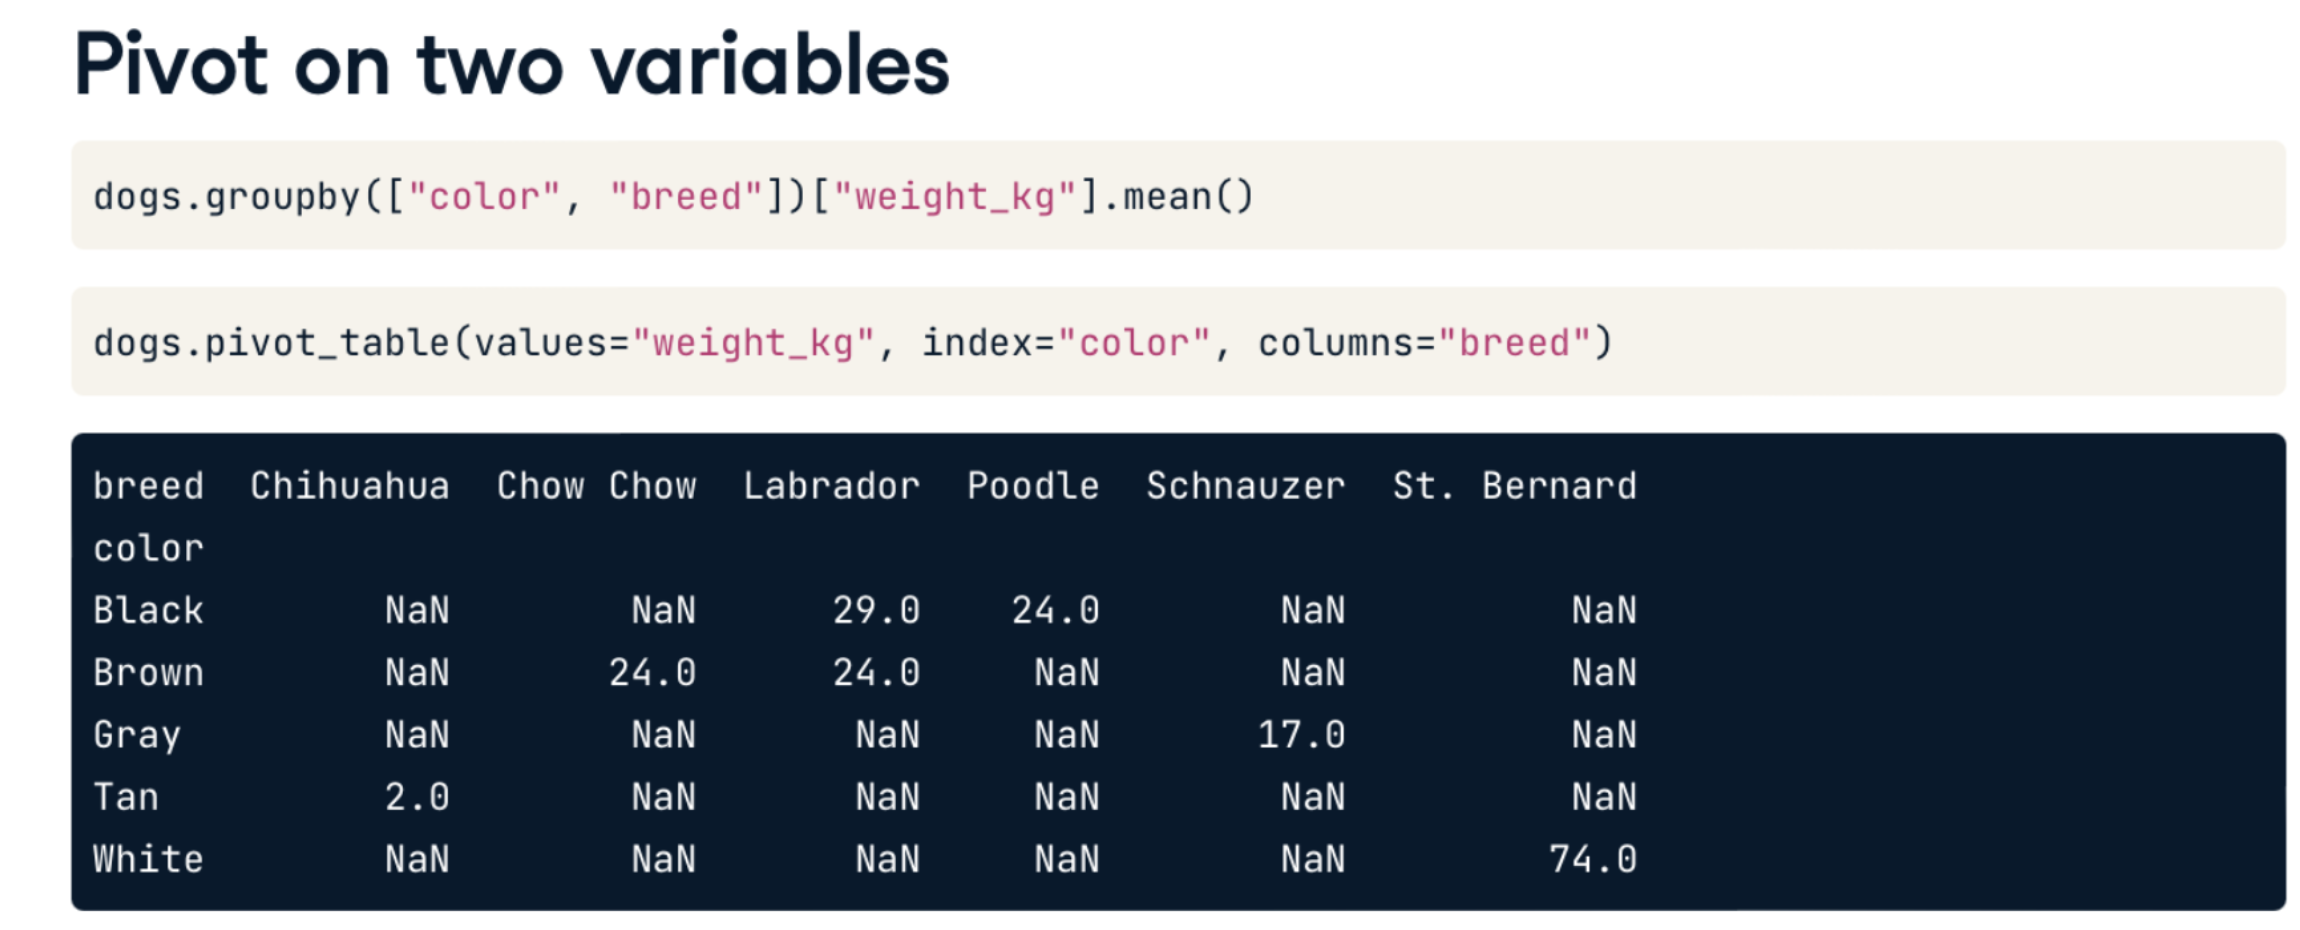 Pivot on two variables
dogs.groupby(["color", "breed"])["weight_kg"].mean()
dogs.pivot_table(values="weight_kg", index="color", columns="breed")
breed  Chihuahua  Chow Chow  Labrador  Poodle  Schnauzer  St. Bernard
color
Black        NaN        NaN      29.0    24.0        NaN          NaN
Brown        NaN       24.0      24.0     NaN        NaN          NaN
Gray         NaN        NaN       NaN     NaN       17.0          NaN
Tan          2.0        NaN       NaN     NaN        NaN          NaN
White        NaN        NaN       NaN     NaN        NaN         74.0